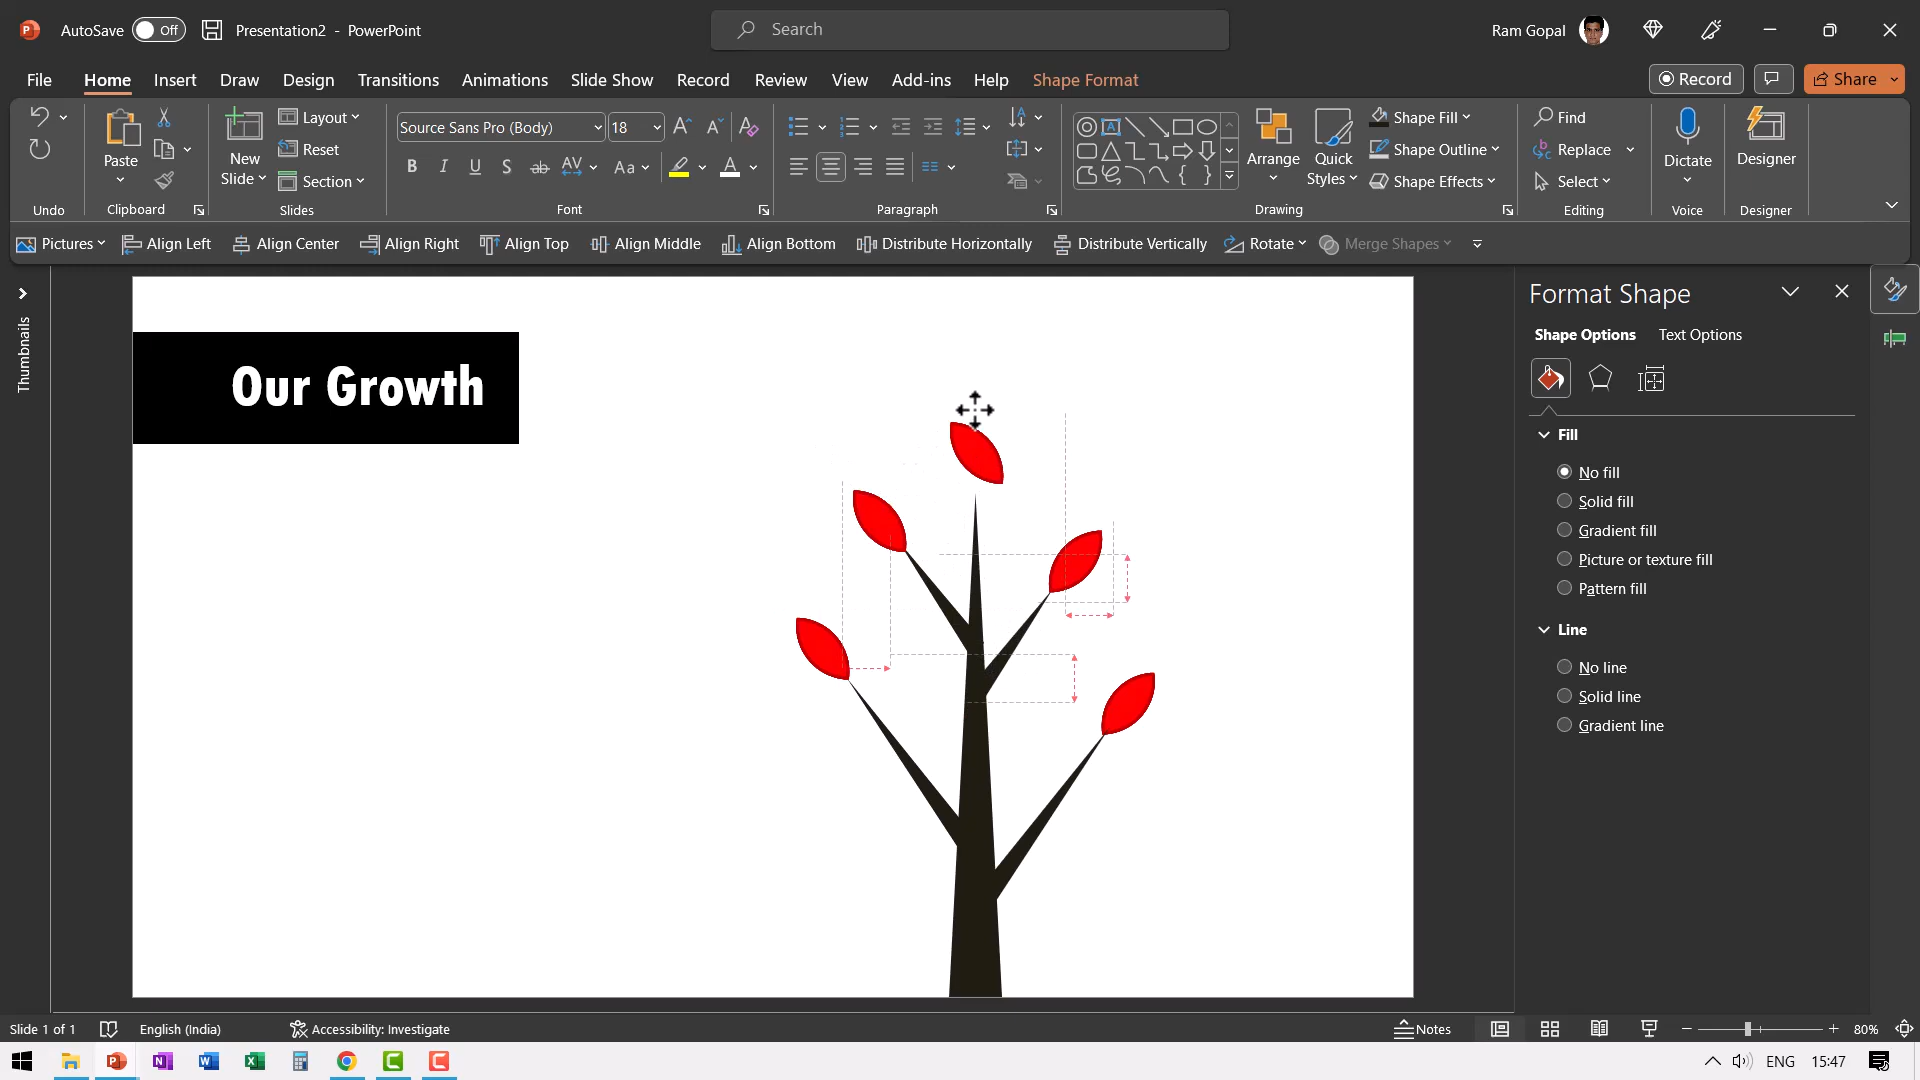 AutoSave Off Presentation2 - PowerPoint Search Ram Gopal
File Home Insert Draw Design Transitions Animations Slide Show Record Review View Add-ins Help Shape Format Record Share
Paste
New
Slide
Layout
Reset
Section
Source Sans Pro (Body) 18
B I U S ab AV Aa A
Arrange
Quick
Styles
Shape Fill
Shape Outline
Shape Effects
Find
Replace
Select
Dictate
Designer
Undo Clipboard Slides Font Paragraph Drawing Editing Voice Designer
Pictures Align Left Align Center Align Right Align Top Align Middle Align Bottom Distribute Horizontally Distribute Vertically Rotate Merge Shapes
Thumbnails
Our Growth
Format Shape
Shape Options Text Options
Fill
No fill
Solid fill
Gradient fill
Picture or texture fill
Pattern fill
Line
No line
Solid line
Gradient line
Slide 1 of 1 English (India) Accessibility: Investigate Notes 80%
ENG 15:47